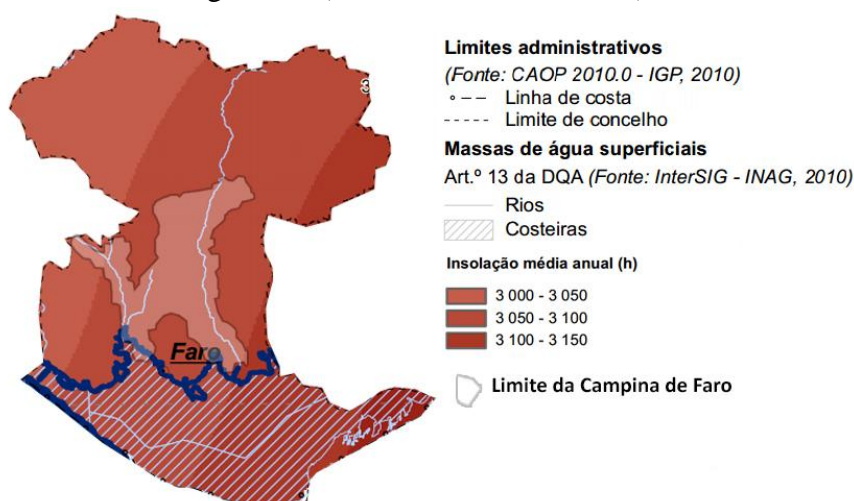 Limites administrativos
(Fonte: CAOP 2010.0 - IGP, 2010)
Linha de costa
Limite de concelho
Massas de água superficiais
Art.º 13 da DQA (Fonte: InterSIG - INAG, 2010)
Rios
Costeiras
Insolação média anual (h)
3 000 - 3 050
3 050 - 3 100
3 100 - 3 150
Limite da Campina de Faro
3
Faro